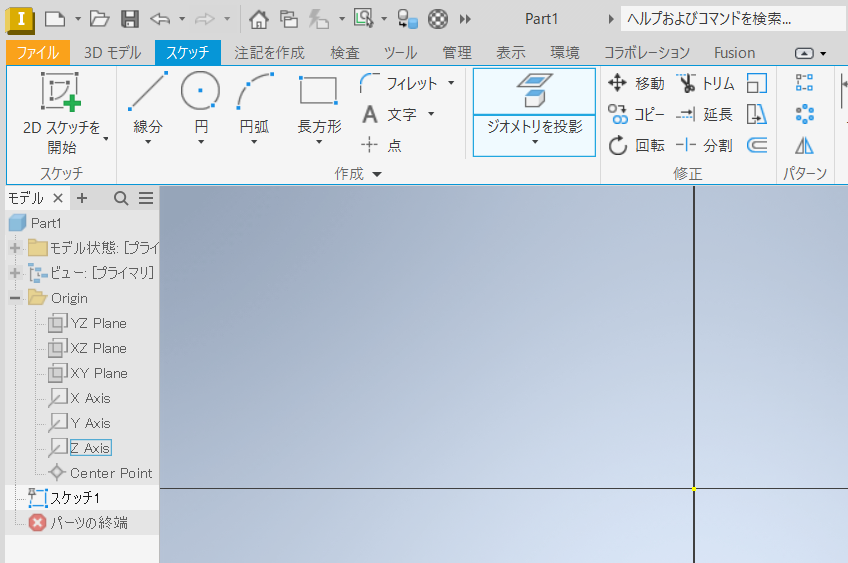 I
Part1
ヘルプおよびコマンドを検索...
ファイル
3D モデル
スケッチ
注記を作成
検査
ツール
管理
表示
環境
コラボレーション
Fusion
2D スケッチを
開始
線分
円
円弧
長方形
フィレット
A 文字
点
ジオメトリを投影
移動
トリム
コピー
延長
回転
分割
スケッチ
作成
修正
パターン
モデル
Part1
モデル状態: [プライ
ビュー: [プライマリ]
Origin
YZ Plane
XZ Plane
XY Plane
X Axis
Y Axis
Z Axis
Center Point
スケッチ1
パーツの終端